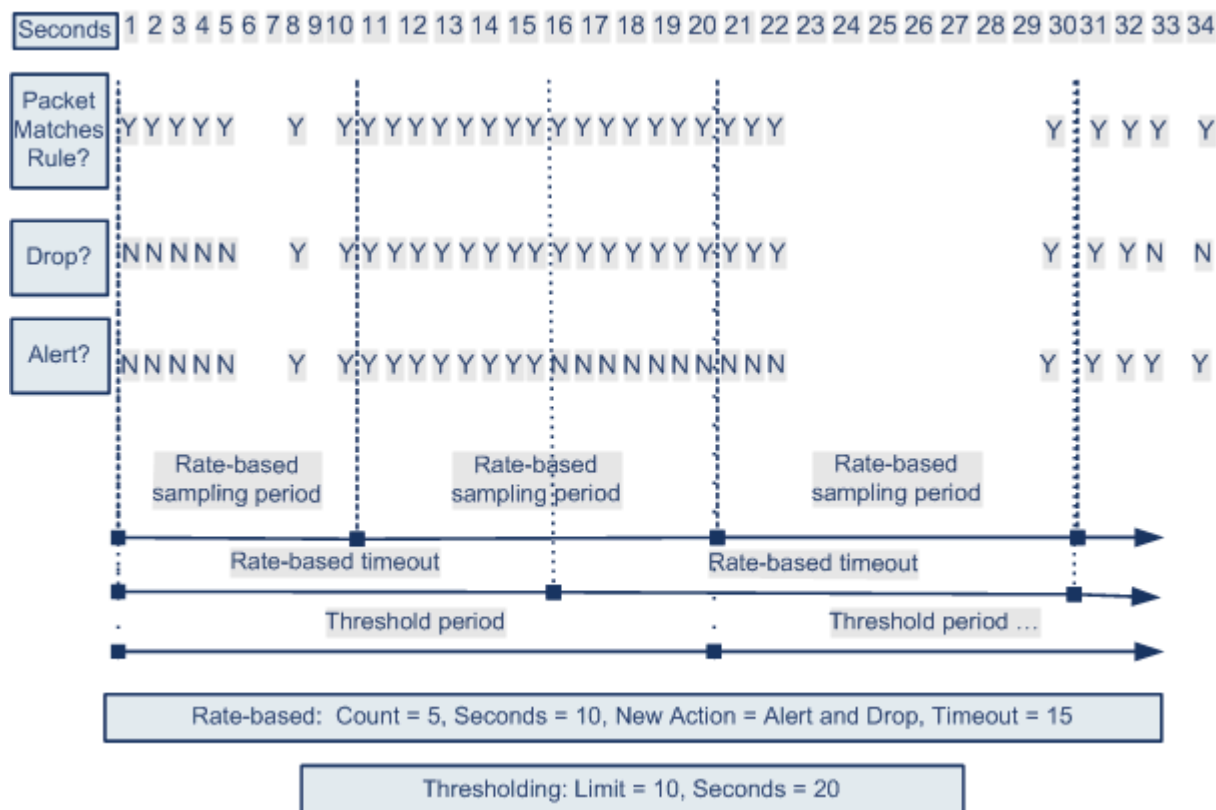 Seconds 1 2 3 4 5 6 7 8 9 10 11 12 13 14 15 16 17 18 19 20 21 22 23 24 25 26 27 28 29 30 31 32 33 34
Packet
Matches
Rule?
Y Y Y Y Y Y Y Y Y Y Y Y Y Y Y Y Y Y Y Y Y Y Y Y Y Y Y Y Y Y
Drop?
N N N N N Y Y Y Y Y Y Y Y Y Y Y Y Y Y Y Y Y Y Y Y Y Y Y N N
Alert?
N N N N N Y Y Y Y Y Y Y Y Y Y N N N N N N N N N N Y Y Y Y Y
Rate-based
sampling period
Rate-based
sampling period
Rate-based
sampling period
Rate-based timeout
Rate-based timeout
Threshold period
Threshold period ...
Rate-based: Count = 5, Seconds = 10, New Action = Alert and Drop, Timeout = 15
Thresholding: Limit = 10, Seconds = 20